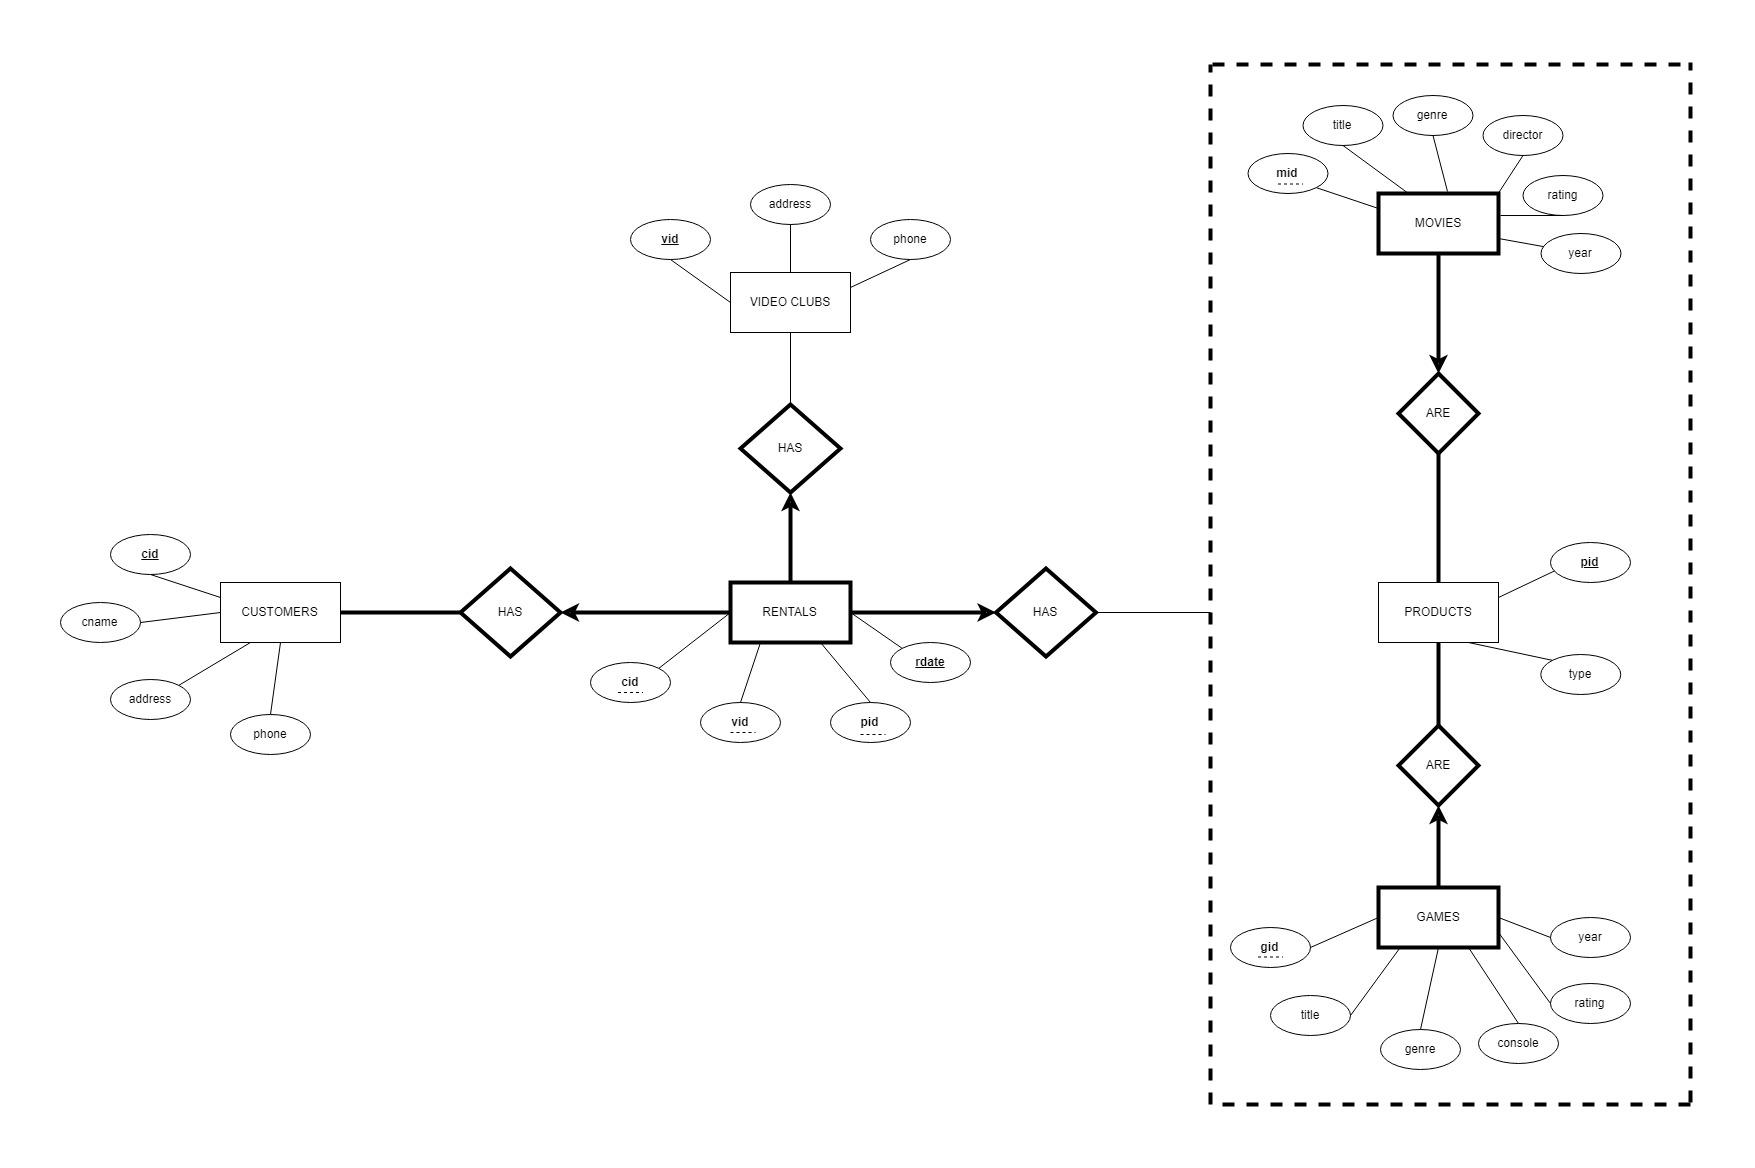 title
genre
director
mid
rating
MOVIES
year
address
vid
phone
VIDEO CLUBS
ARE
HAS
cid
pid
CUSTOMERS
HAS
RENTALS
HAS
PRODUCTS
cname
rdate
cid
type
address
vid
pid
phone
ARE
GAMES
year
gid
rating
title
console
genre